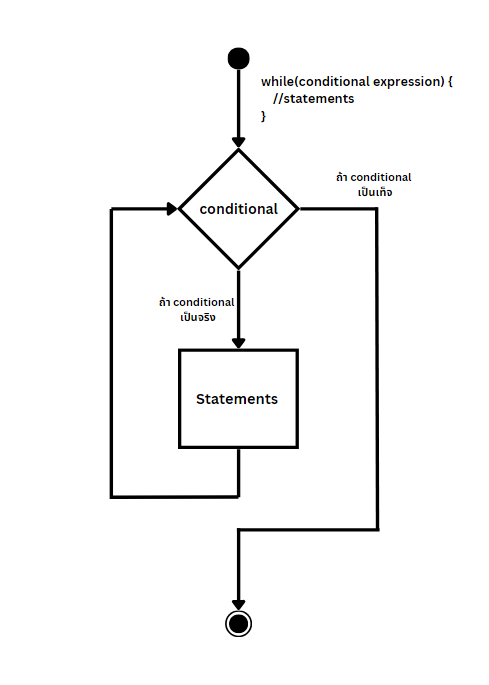 while(conditional expression) {
//statements
}
ถ้า conditional
เป็นเท็จ
conditional
ถ้า conditional
เป็นจริง
Statements